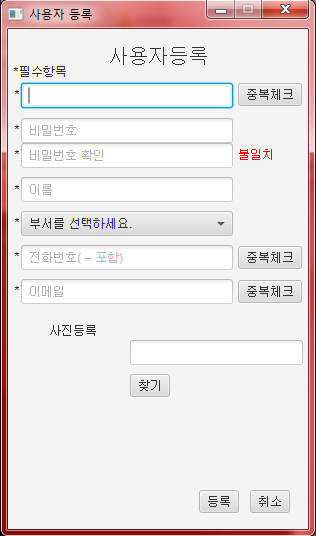 사용자 등록
사용자등록
*필수항목
* 중복체크
* 비밀번호
* 비밀번호 확인 불일치
* 이름
* 부서를 선택하세요.
* 전화번호( - 포함) 중복체크
* 이메일 중복체크
사진등록
찾기
등록 취소